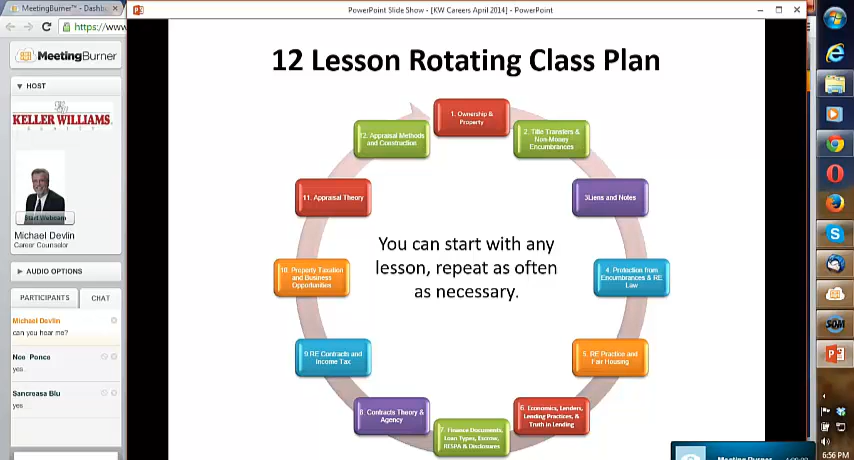 MeetingBurner™ - Dashb
PowerPoint Slide Show - [KW Careers April 2014] - PowerPoint
https://www
MeetingBurner
HOST
KELLER WILLIAMS
REALTY
Start Webcam
Michael Devlin
Career Counselor
AUDIO OPTIONS
PARTICIPANTS
CHAT
Michael Devlin
can you hear me?
Nee Ponce
yes
Sancreasa Blu
yes
12 Lesson Rotating Class Plan
1. Ownership &
Property
2. Title Transfers &
Non-Money
Encumbrances
3Liens and Notes
4. Protection from
Encumbrances & RE
Law
5. RE Practice and
Fair Housing
6. Economics, Lenders,
Lending Practices, &
Truth in Lending
7. Finance Documents,
Loan Types, Escrow,
RESPA & Disclosures
8. Contracts Theory &
Agency
9.RE Contracts and
Income Tax
10. Property Taxation
and Business
Opportunities
11. Appraisal Theory
12. Appraisal Methods
and Construction
You can start with any
lesson, repeat as often
as necessary.
SOM
6:56 PM